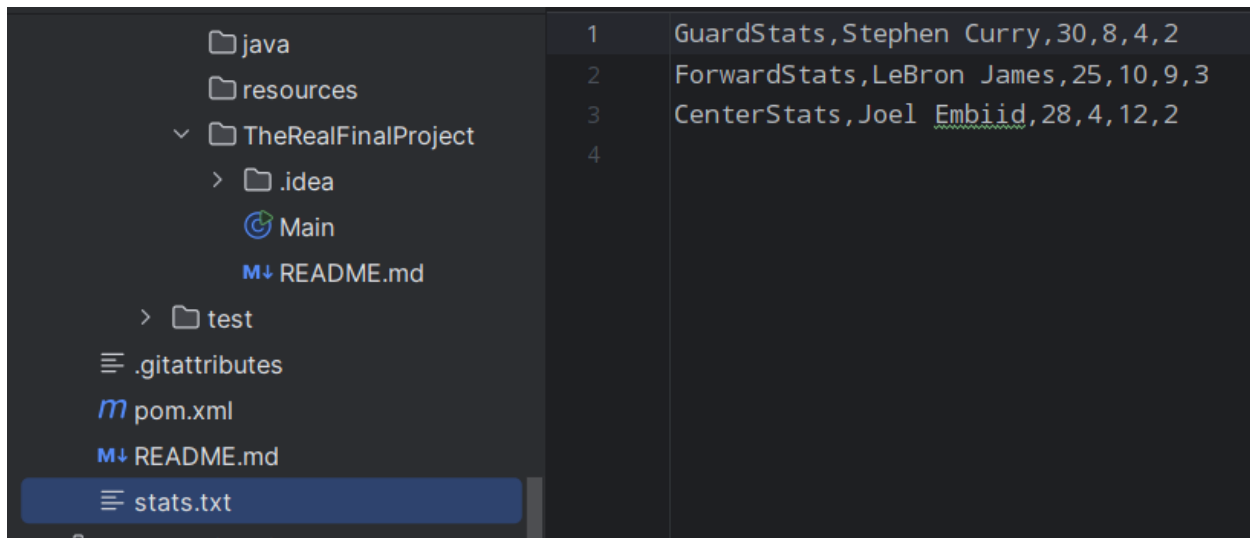 java
resources
TheRealFinalProject
.idea
Main
README.md
test
.gitattributes
pom.xml
README.md
stats.txt
1 GuardStats,Stephen Curry,30,8,4,2
2 ForwardStats,LeBron James,25,10,9,3
3 CenterStats,Joel Embiid,28,4,12,2
4